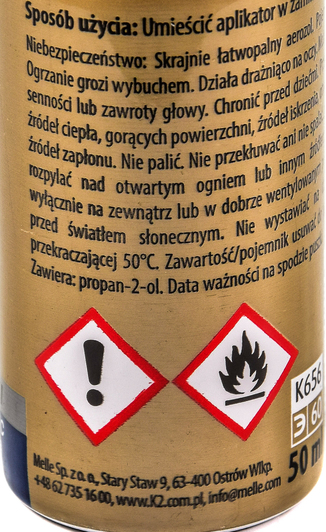 Sposób użycia: Umieścić aplikator w
Niebezpieczeństwo: Skrajnie łatwopalny aerozol.
Ogrzanie grozi wybuchem. Działa drażniąco na oczy.
senności lub zawroty głowy. Chronić przed
źródeł ciepła, gorących powierzchni, źródeł iskrzenia,
źródeł zapłonu. Nie palić. Nie przekłuwać ani nie
rozpylać nad otwartym ogniem lub innym
wyłącznie na zewnątrz lub w dobrze wentylowanym
przed światłem słonecznym. Nie wystawiać na
przekraczającej 50°C. Zawartość/pojemnik usuwać
Zawiera: propan-2-ol. Data ważności na spodzie
K656
60
50 m
Melle Sp. z o.o., Stary Staw 9, 63-400 Ostrów Wlkp.
+48 62 735 16 00, www.K2.com.pl, info@melle.com